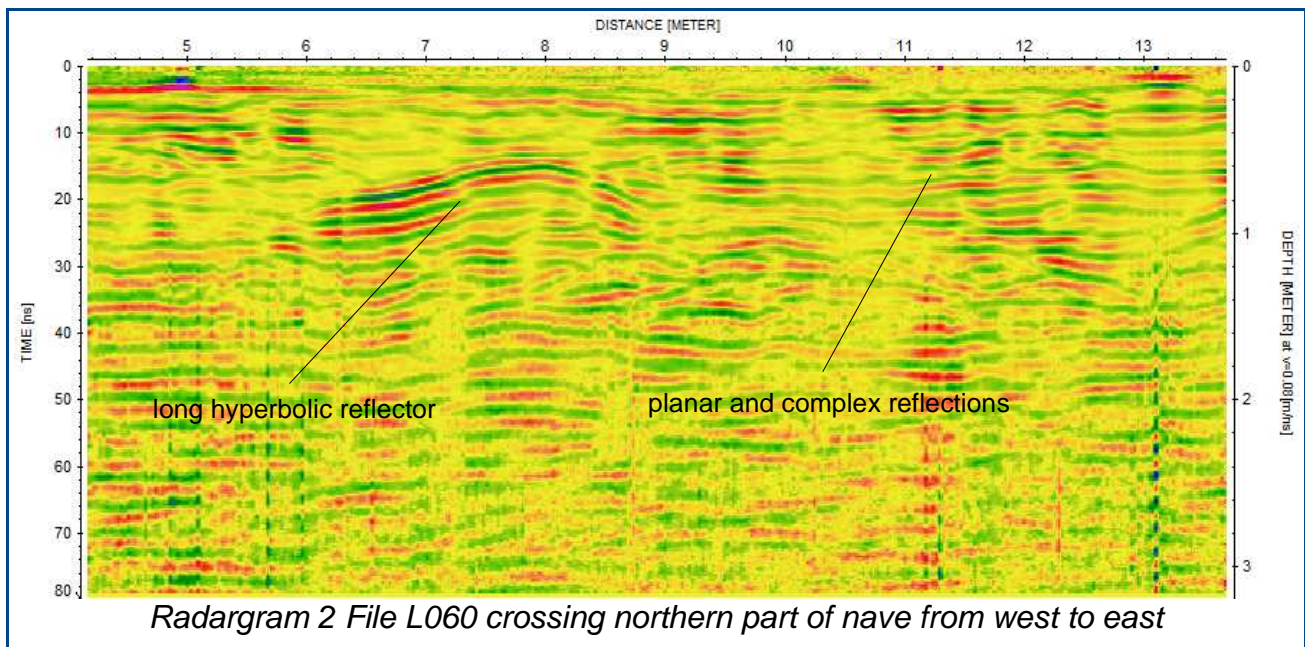 DISTANCE [METER]
5 6 7 8 9 10 11 12 13
0 10 20 30 40 50 60 70 80
TIME [ns]
0 1 2 3
DEPTH [METER] at v=0.08[m/ns]
long hyperbolic reflector
planar and complex reflections
Radargram 2 File L060 crossing northern part of nave from west to east